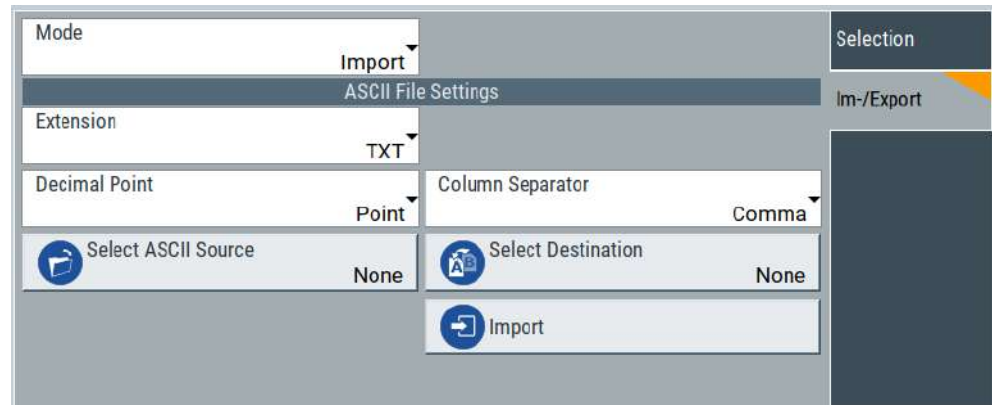 Mode
Import
Selection
ASCII File Settings
Im-/Export
Extension
TXT
Decimal Point
Point
Column Separator
Comma
Select ASCII Source
None
A B
Select Destination
None
Import